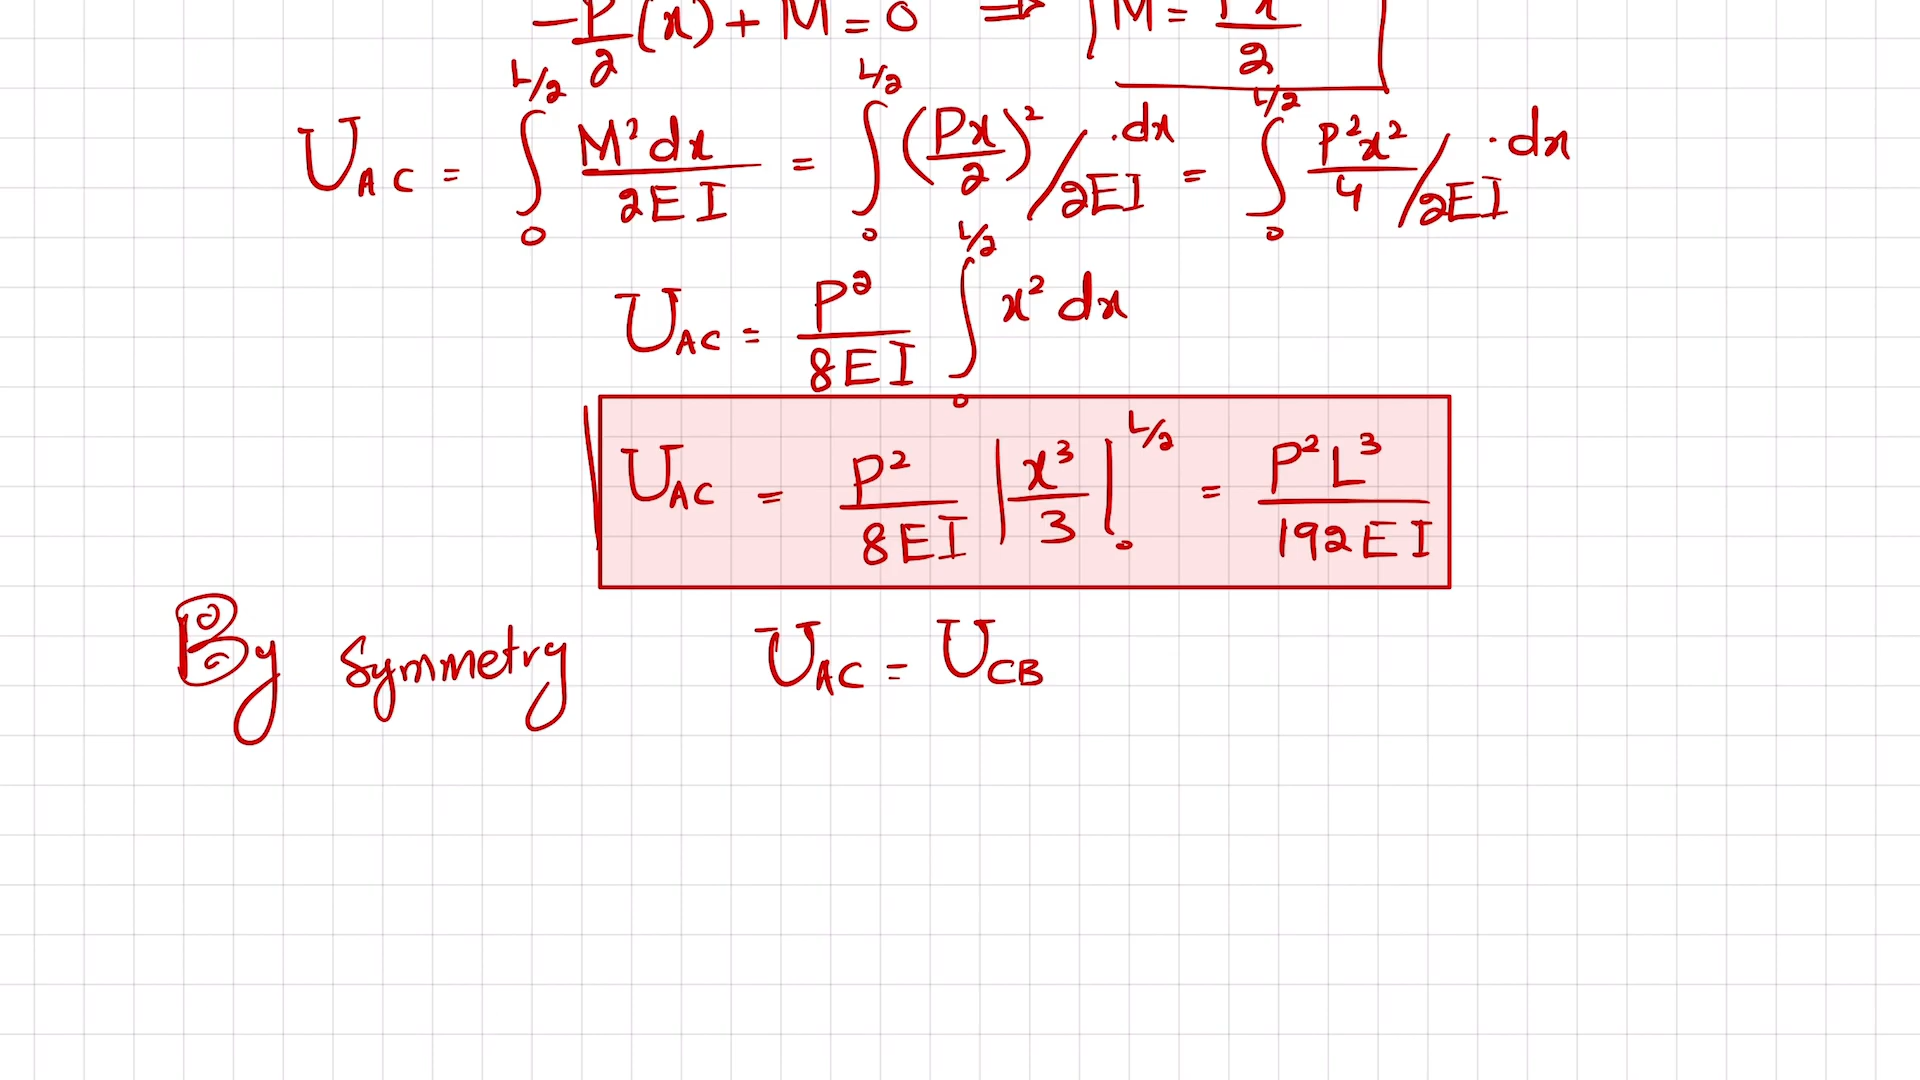 -P/2 (x) + M = 0 ⇒ M = Px/2
U_AC = ∫₀^{L/2} M²dx/2EI = ∫₀^{L/2} (Px/2)² / 2EI .dx = ∫₀^{L/2} P²x²/4 / 2EI .dx
U_AC = P²/8EI ∫₀^{L/2} x² dx
U_AC = P²/8EI |x³/3|₀^{L/2} = P²L³/192EI
By Symmetry U_AC = U_CB